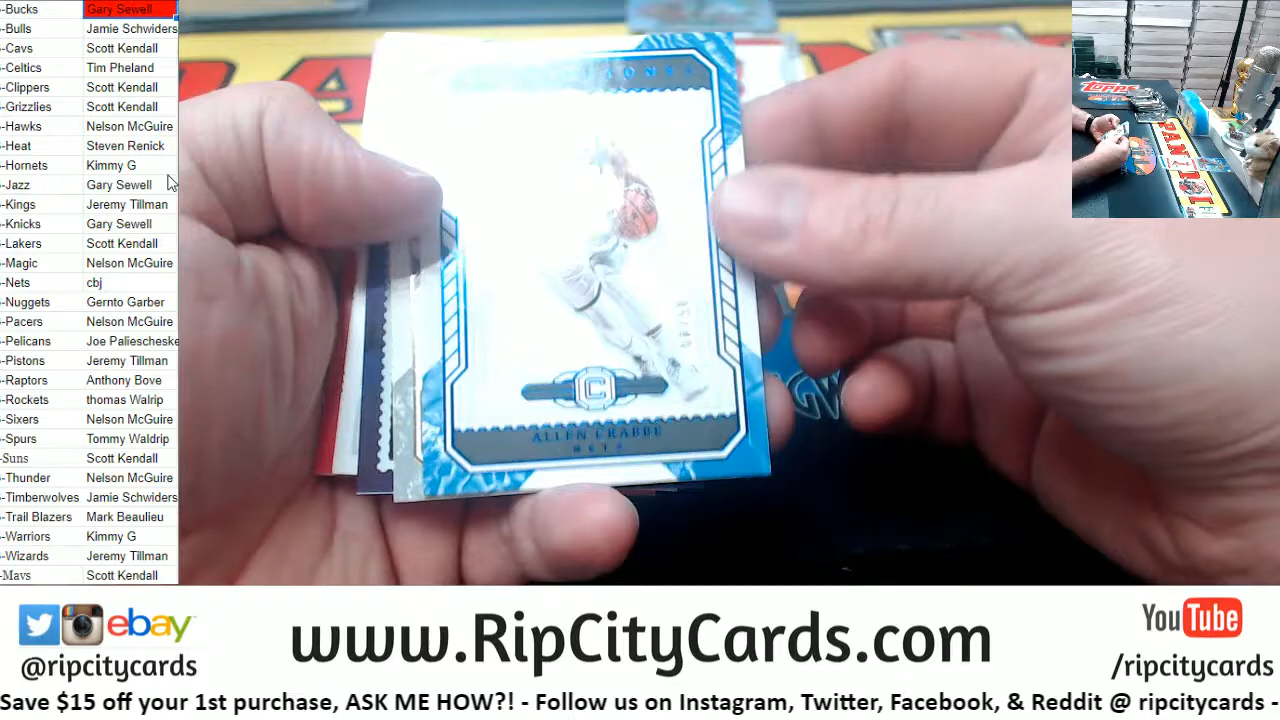 -Bucks Gary Sewell
-Bulls Jamie Schwiders
-Cavs Scott Kendall
-Celtics Tim Pheland
-Clippers Scott Kendall
-Grizzlies Scott Kendall
-Hawks Nelson McGuire
-Heat Steven Renick
-Hornets Kimmy G
-Jazz Gary Sewell
-Kings Jeremy Tillman
-Knicks Gary Sewell
-Lakers Scott Kendall
-Magic Nelson McGuire
-Nets cbj
-Nuggets Gernto Garber
-Pacers Nelson McGuire
-Pelicans Joe Paliescheske
-Pistons Jeremy Tillman
-Raptors Anthony Bove
-Rockets thomas Walrip
-Sixers Nelson McGuire
-Spurs Tommy Waldrip
-Suns Scott Kendall
-Thunder Nelson McGuire
-Timberwolves Jamie Schwiders
-Trail Blazers Mark Beaulieu
-Warriors Kimmy G
-Wizards Jeremy Tillman
-Mavs Scott Kendall
C
ALLEN CRABBE
NETS
TOPPS
PANINI
ebay
@ripcitycards
www.RipCityCards.com
YouTube
/ripcitycards
Save $15 off your 1st purchase, ASK ME HOW?! - Follow us on Instagram, Twitter, Facebook, & Reddit @ ripcitycards -